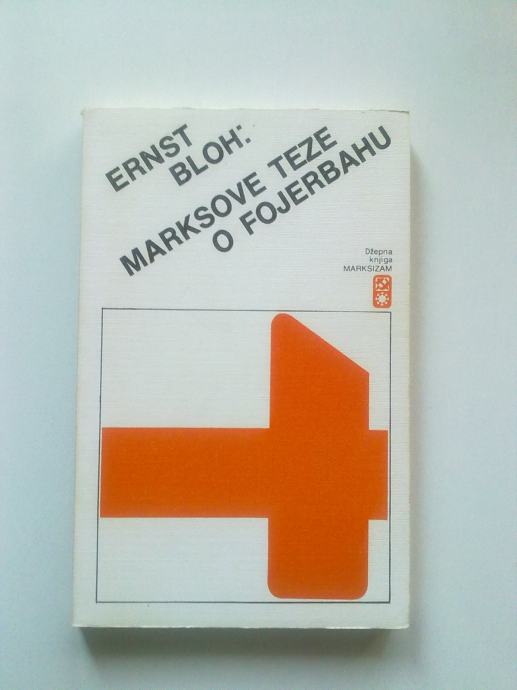 ERNST
BLOH:
MARKSOVE TEZE
O FOJERBAHU
Džepna
knjiga
MARKSIZAM